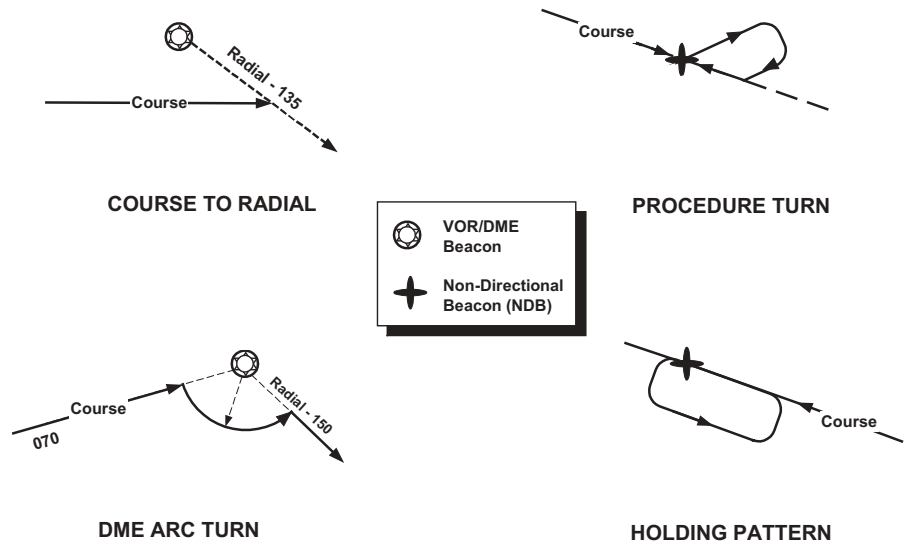 Radial - 135
Course
COURSE TO RADIAL
Course
PROCEDURE TURN
VOR/DME
Beacon
Non-Directional
Beacon (NDB)
Course
070
Radial - 150
DME ARC TURN
Course
HOLDING PATTERN